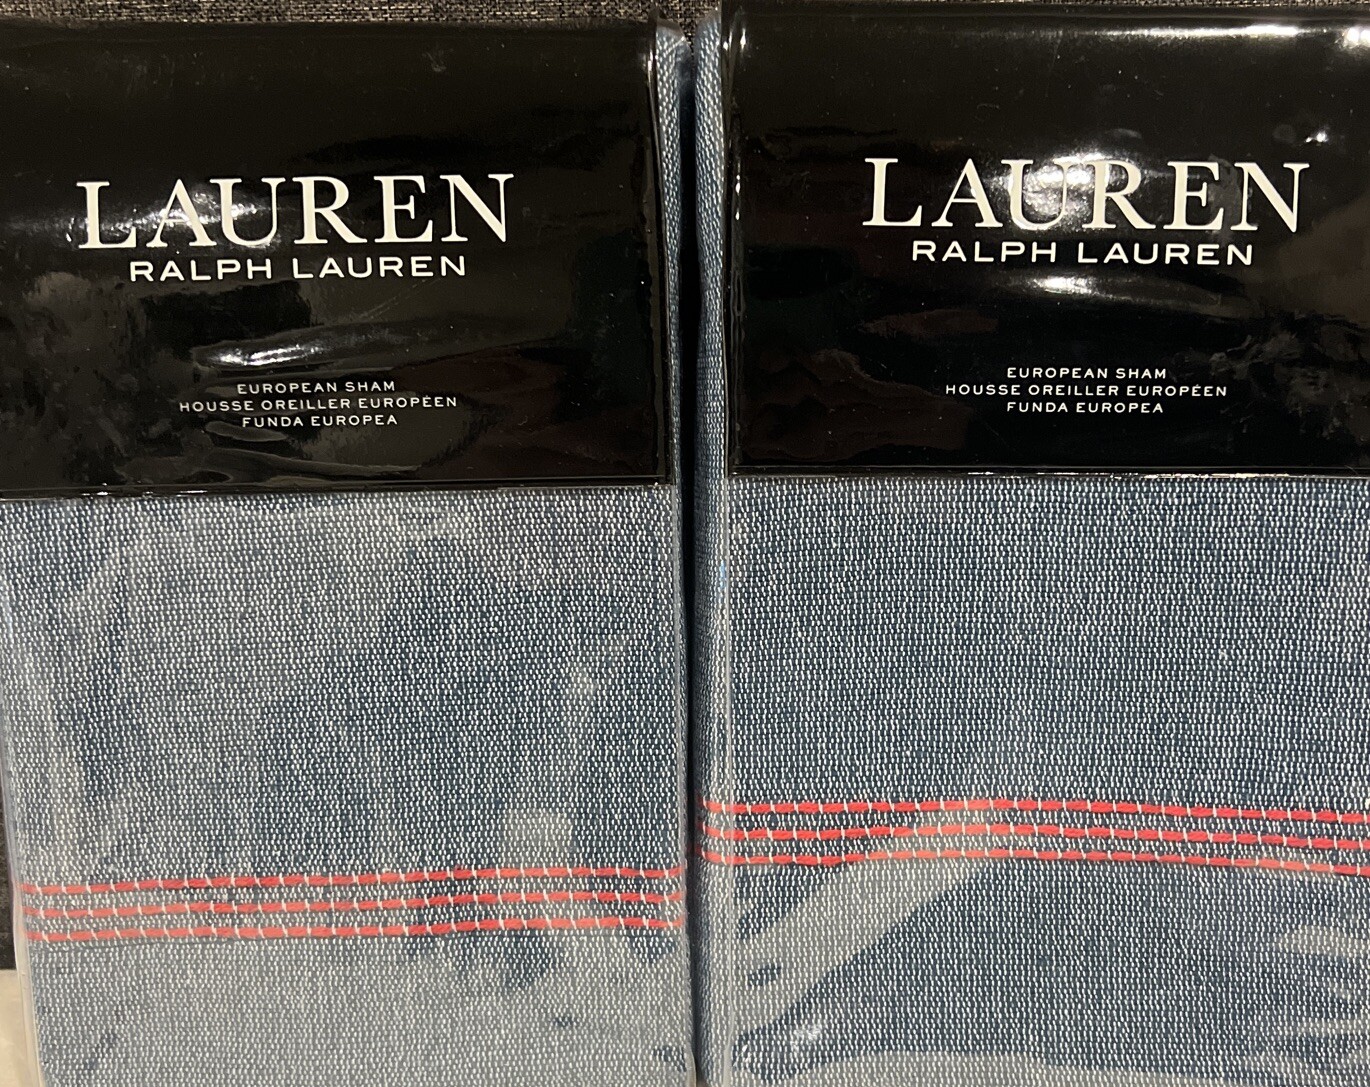 LAUREN
RALPH LAUREN
EUROPEAN SHAM
HOUSSE OREILLER EUROPÉEN
FUNDA EUROPEA
LAUREN
RALPH LAUREN
EUROPEAN SHAM
HOUSSE OREILLER EUROPÉEN
FUNDA EUROPEA